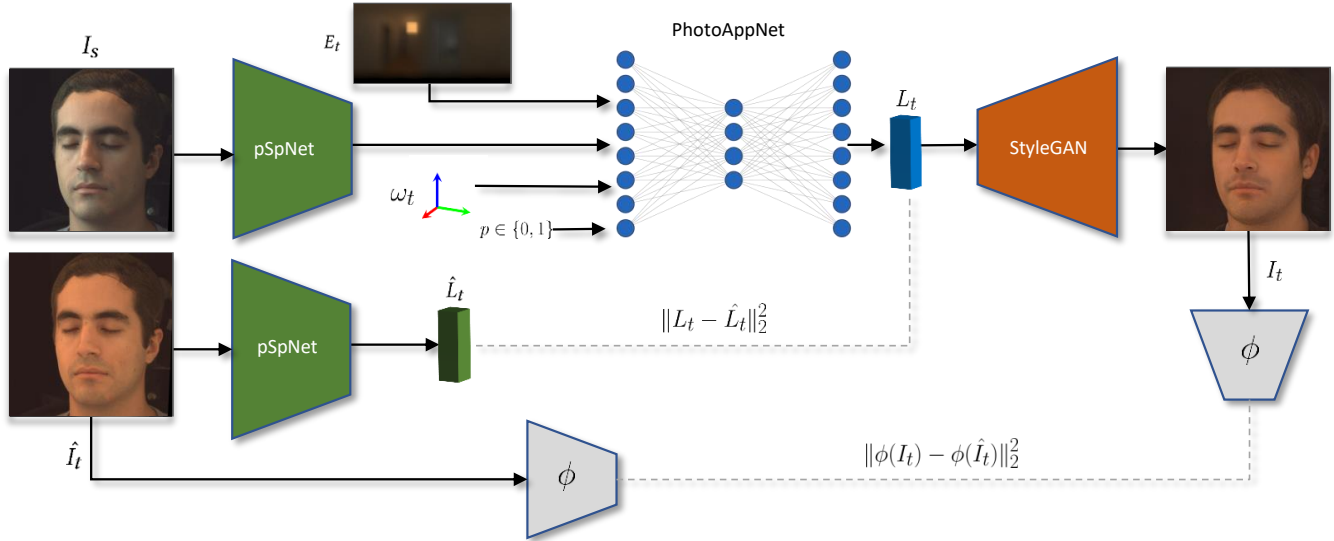 I_s
E_t
PhotoAppNet
pSpNet
ω_t
p ∈ {0, 1}
L_t
StyleGAN
I_t
pSpNet
L̂_t
‖L_t − L̂_t‖₂²
ϕ
Î_t
ϕ
‖ϕ(I_t) − ϕ(Î_t)‖₂²